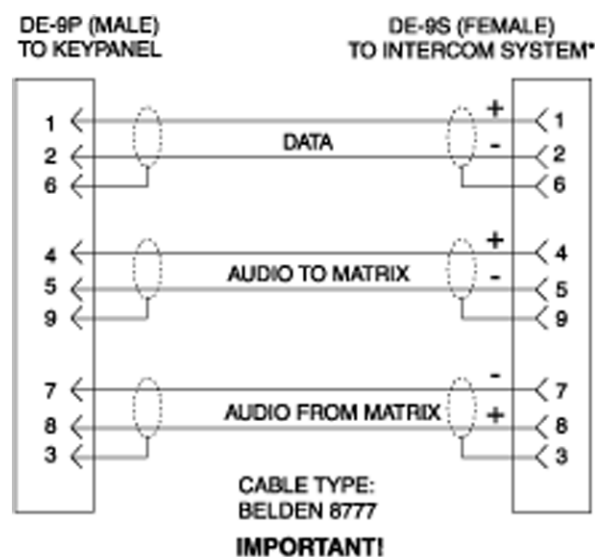 DE-9P (MALE)
TO KEYPANEL
DE-9S (FEMALE)
TO INTERCOM SYSTEM*
1 + 1
DATA
2 - 2
6 6
4 + 4
AUDIO TO MATRIX
5 - 5
9 9
7 - 7
AUDIO FROM MATRIX
8 + 8
3 3
CABLE TYPE:
BELDEN 8777
IMPORTANT!